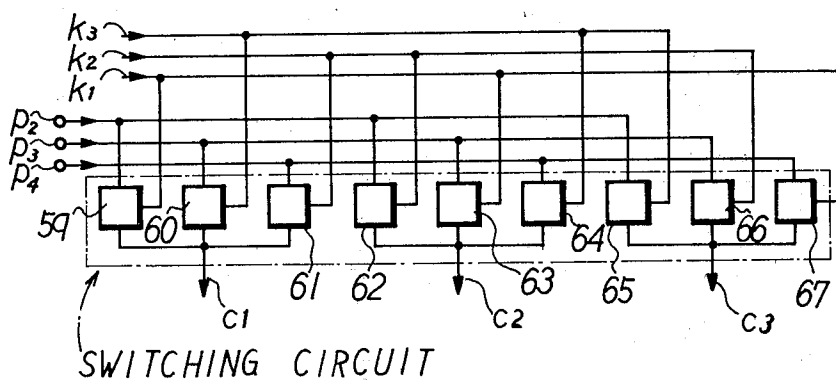 k3
k2
k1
p2
p3
p4
59
60
61
62
63
64
65
66
67
c1
c2
c3
SWITCHING CIRCUIT